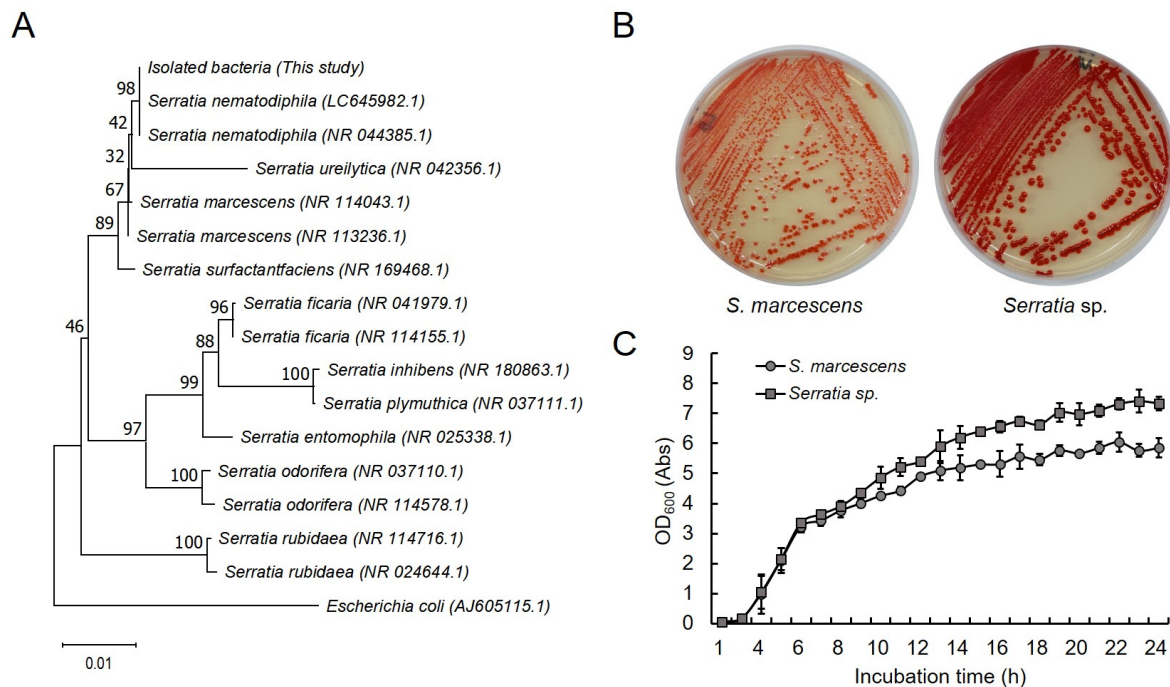 A
Isolated bacteria (This study)
98
Serratia nematodiphila (LC645982.1)
42
Serratia nematodiphila (NR 044385.1)
32
Serratia ureilytica (NR 042356.1)
67
Serratia marcescens (NR 114043.1)
89
Serratia marcescens (NR 113236.1)
Serratia surfactantfaciens (NR 169468.1)
46
96
Serratia ficaria (NR 041979.1)
88
Serratia ficaria (NR 114155.1)
99
100
Serratia inhibens (NR 180863.1)
Serratia plymuthica (NR 037111.1)
97
Serratia entomophila (NR 025338.1)
100
Serratia odorifera (NR 037110.1)
Serratia odorifera (NR 114578.1)
100
Serratia rubidaea (NR 114716.1)
Serratia rubidaea (NR 024644.1)
Escherichia coli (AJ605115.1)
0.01
B
S. marcescens
Serratia sp.
C
S. marcescens
Serratia sp.
OD600 (Abs)
9
8
7
6
5
4
3
2
1
0
1 4 6 8 10 12 14 16 18 20 22 24
Incubation time (h)